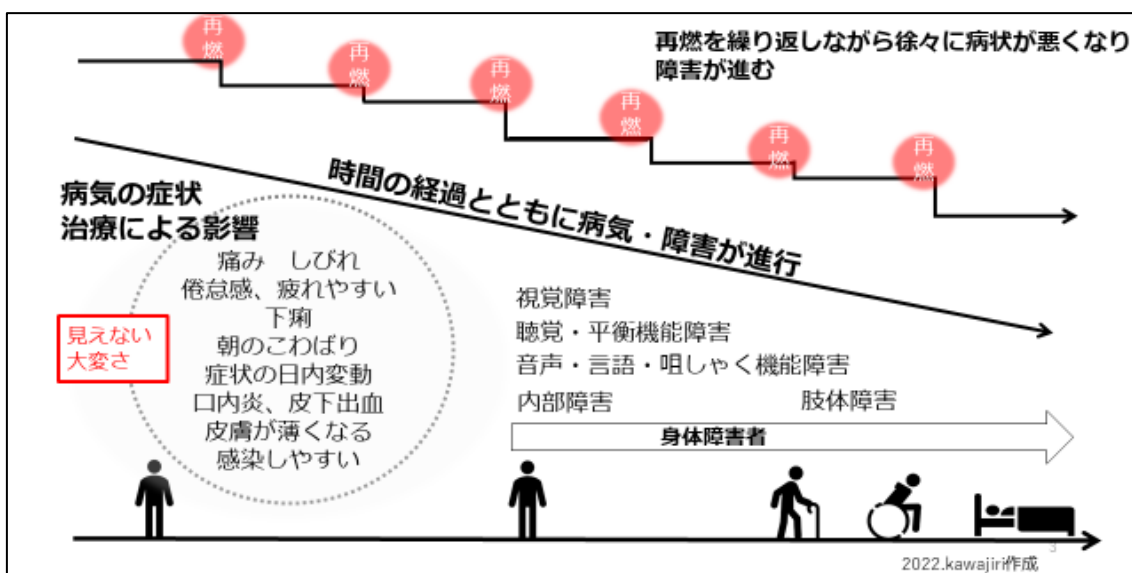 再燃
再燃
再燃
再燃
再燃
再燃
再燃を繰り返しながら徐々に病状が悪くなり
障害が進む
時間の経過とともに病気・障害が進行
病気の症状
治療による影響
痛み　しびれ
倦怠感、疲れやすい
下痢
朝のこわばり
症状の日内変動
口内炎、皮下出血
皮膚が薄くなる
感染しやすい
見えない
大変さ
視覚障害
聴覚・平衡機能障害
音声・言語・咀しゃく機能障害
内部障害　肢体障害
身体障害者
3
2022.kawajiri作成